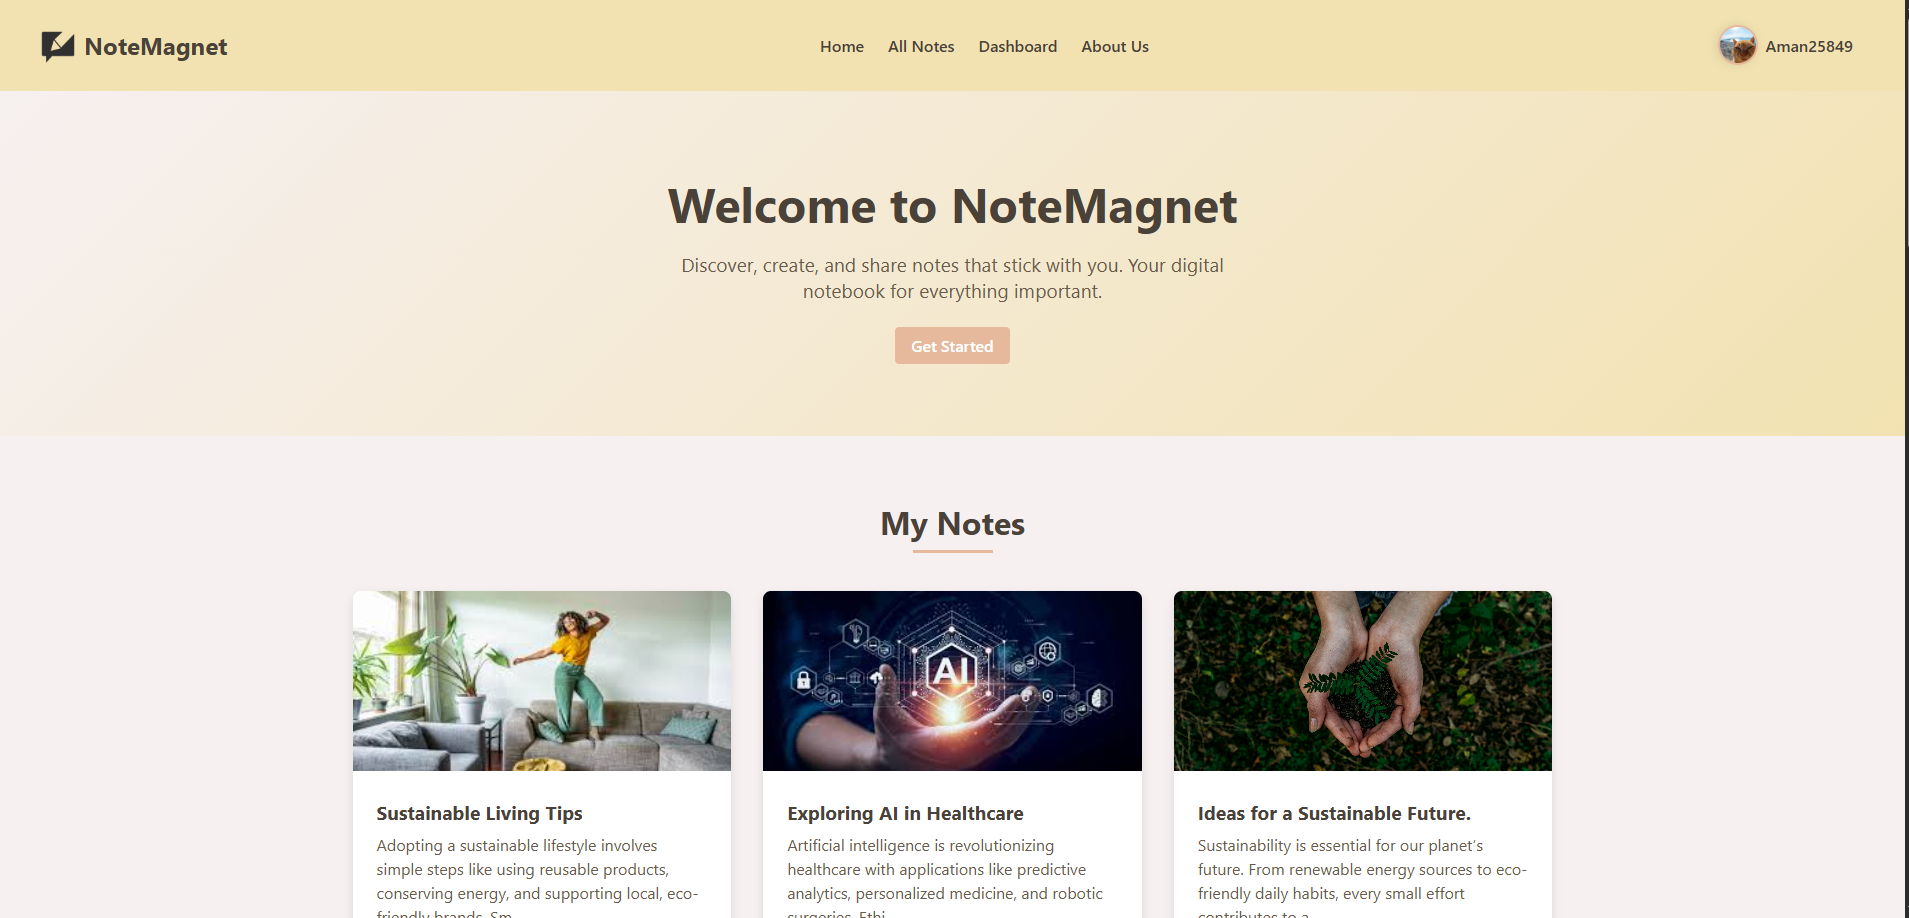 NoteMagnet
Home All Notes Dashboard About Us
Aman25849
Welcome to NoteMagnet
Discover, create, and share notes that stick with you. Your digital
notebook for everything important.
Get Started
My Notes
AI
Sustainable Living Tips
Adopting a sustainable lifestyle involves
simple steps like using reusable products,
conserving energy, and supporting local, eco-
friendly brands. Sm...
Exploring AI in Healthcare
Artificial intelligence is revolutionizing
healthcare with applications like predictive
analytics, personalized medicine, and robotic
surgeries. Ethi...
Ideas for a Sustainable Future.
Sustainability is essential for our planet's
future. From renewable energy sources to eco-
friendly daily habits, every small effort
contributes to a...